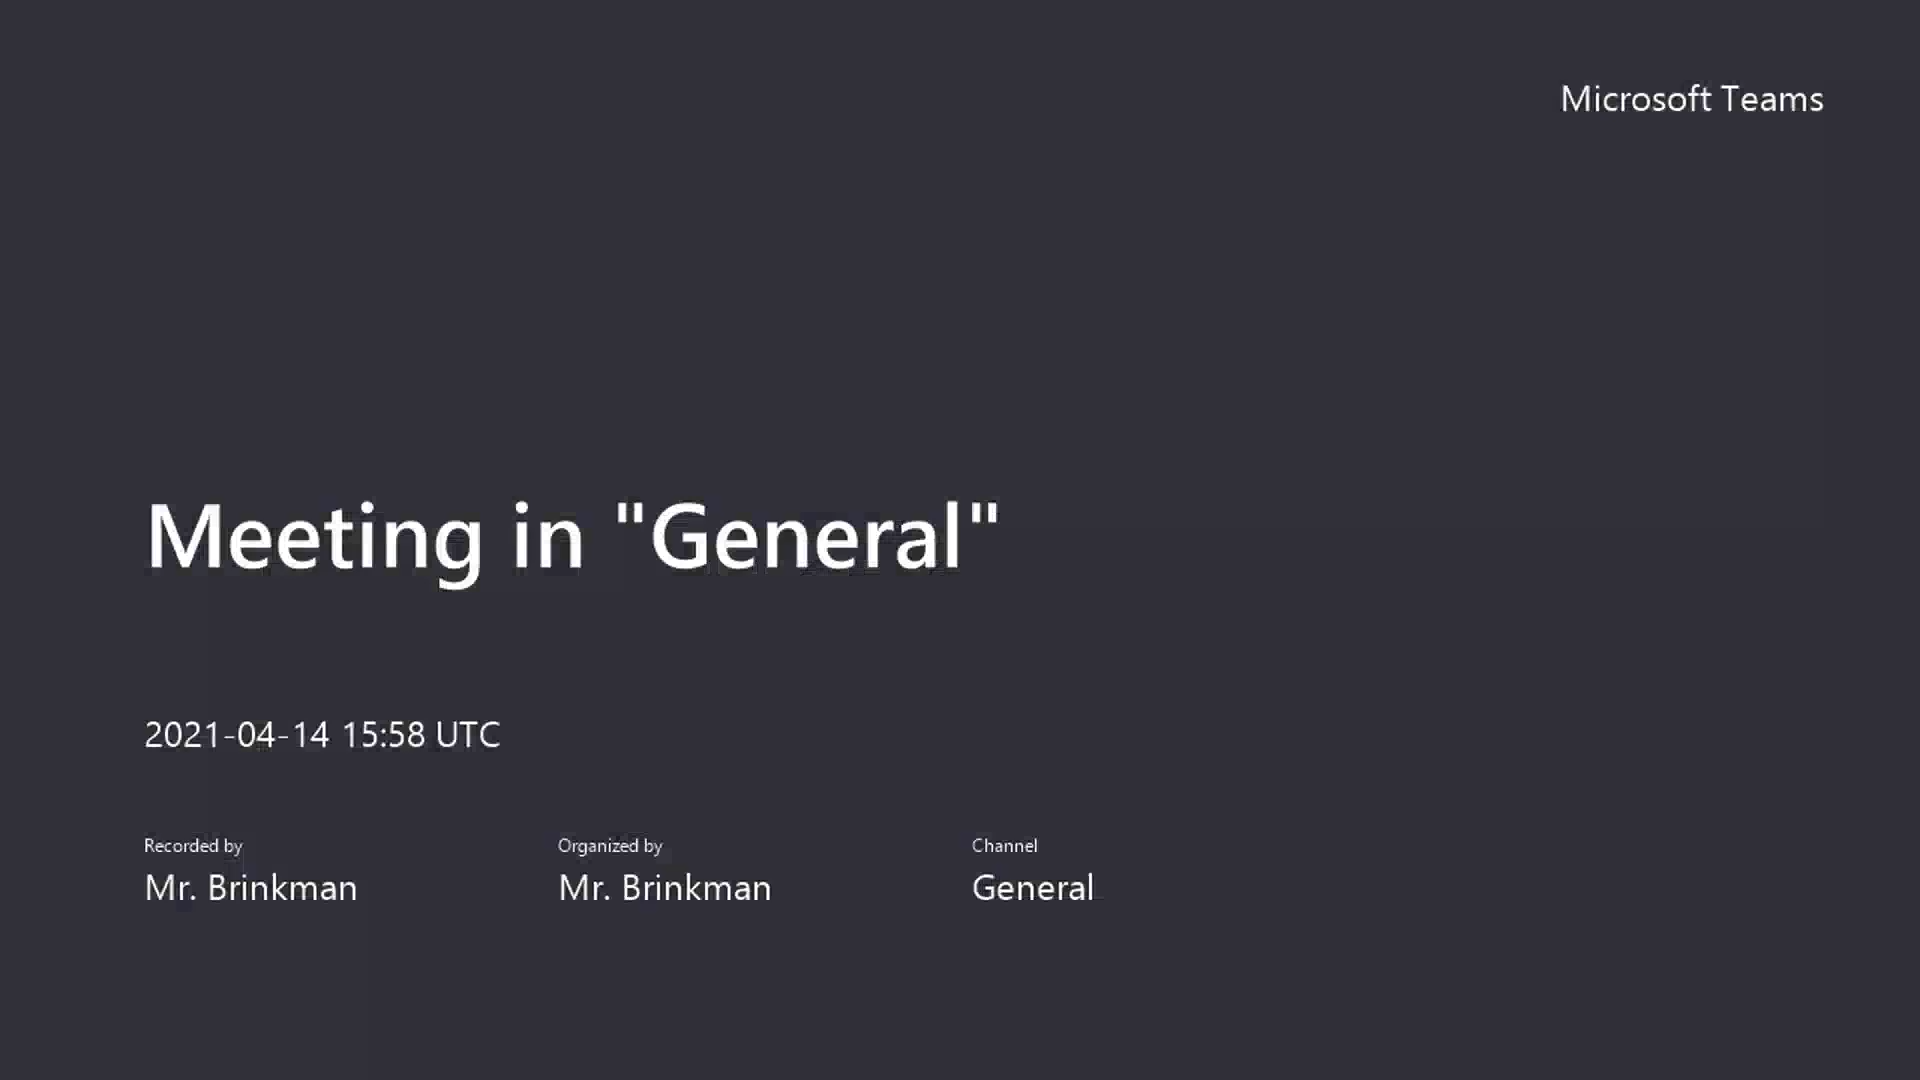 Microsoft Teams
Meeting in "General"
2021-04-14 15:58 UTC
Recorded by
Mr. Brinkman
Organized by
Mr. Brinkman
Channel
General